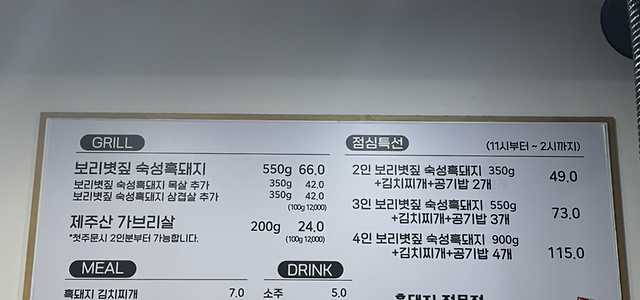 GRILL
보리볏짚 숙성흑돼지 550g 66.0
보리볏짚 숙성흑돼지 목살 추가 350g 42.0
보리볏짚 숙성흑돼지 삼겹살 추가 350g 42.0
(100g 12,000)
제주산 가브리살 200g 24.0
*첫주문시 2인분부터 가능합니다. (100g 12,000)
MEAL
흑돼지 김치찌개 7.0
DRINK
소주 5.0
점심특선 (11시부터 ~ 2시까지)
2인 보리볏짚 숙성흑돼지 350g
+김치찌개+공기밥 2개 49.0
3인 보리볏짚 숙성흑돼지 550g
+김치찌개+공기밥 3개 73.0
4인 보리볏짚 숙성흑돼지 900g
+김치찌개+공기밥 4개 115.0
흑돼지 전문점